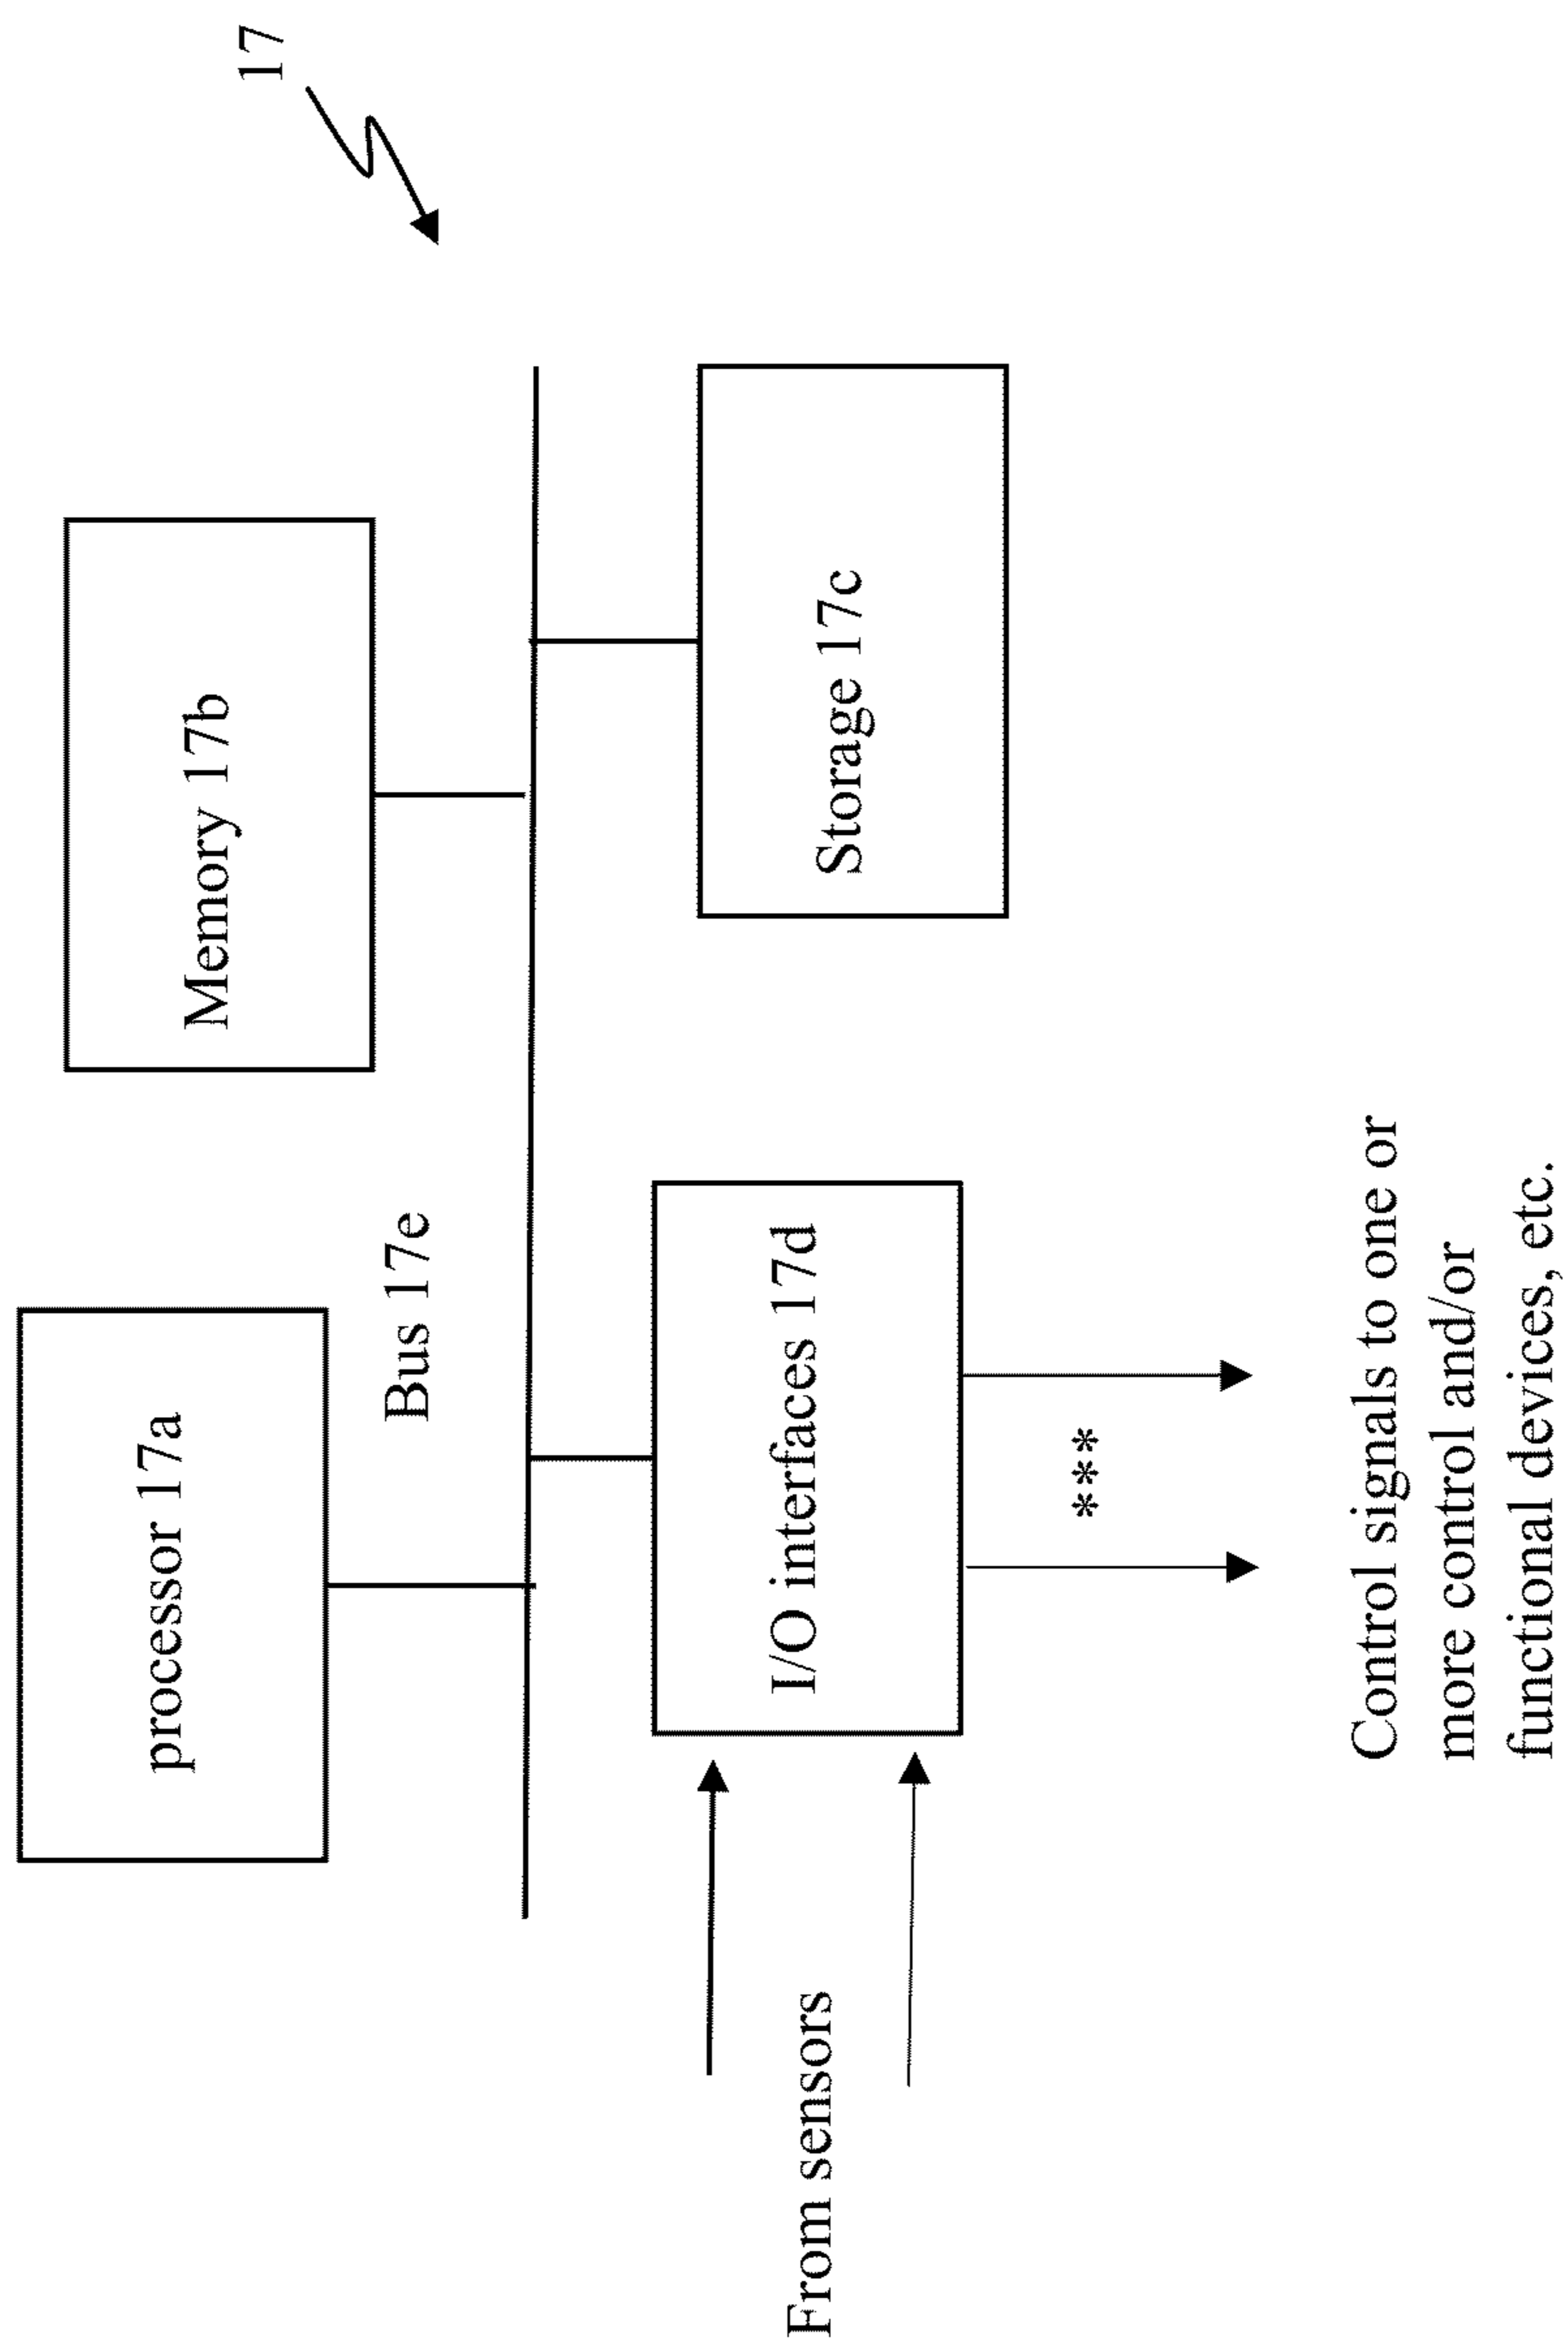 17
processor 17a
Memory 17b
Bus 17e
I/O interfaces 17d
Storage 17c
From sensors
***
Control signals to one or
more control and/or
functional devices, etc.